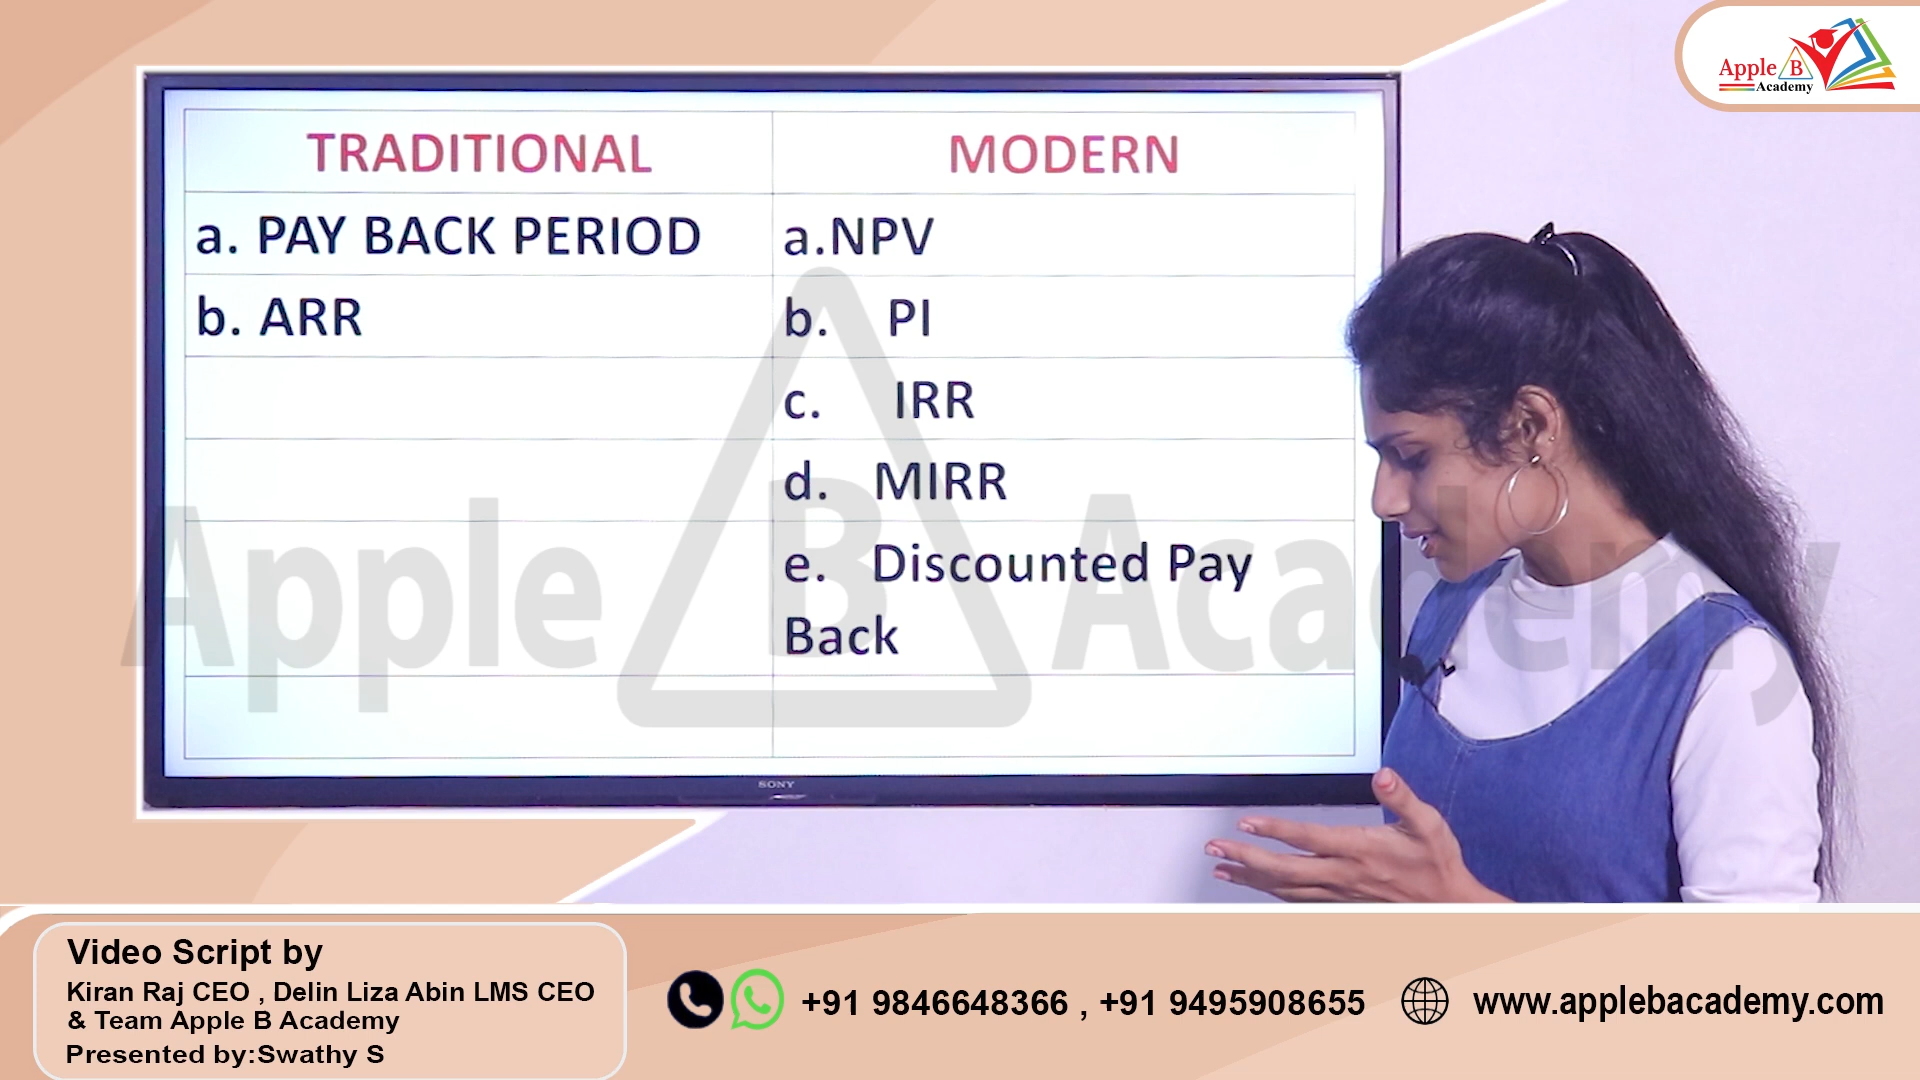 Apple B
Academy
TRADITIONAL
MODERN
a. PAY BACK PERIOD
a.NPV
b. ARR
b. PI
c. IRR
d. MIRR
e. Discounted Pay
Back
Apple B Academy
SONY
Video Script by
Kiran Raj CEO , Delin Liza Abin LMS CEO
& Team Apple B Academy
Presented by:Swathy S
+91 9846648366 , +91 9495908655
www.applebacademy.com